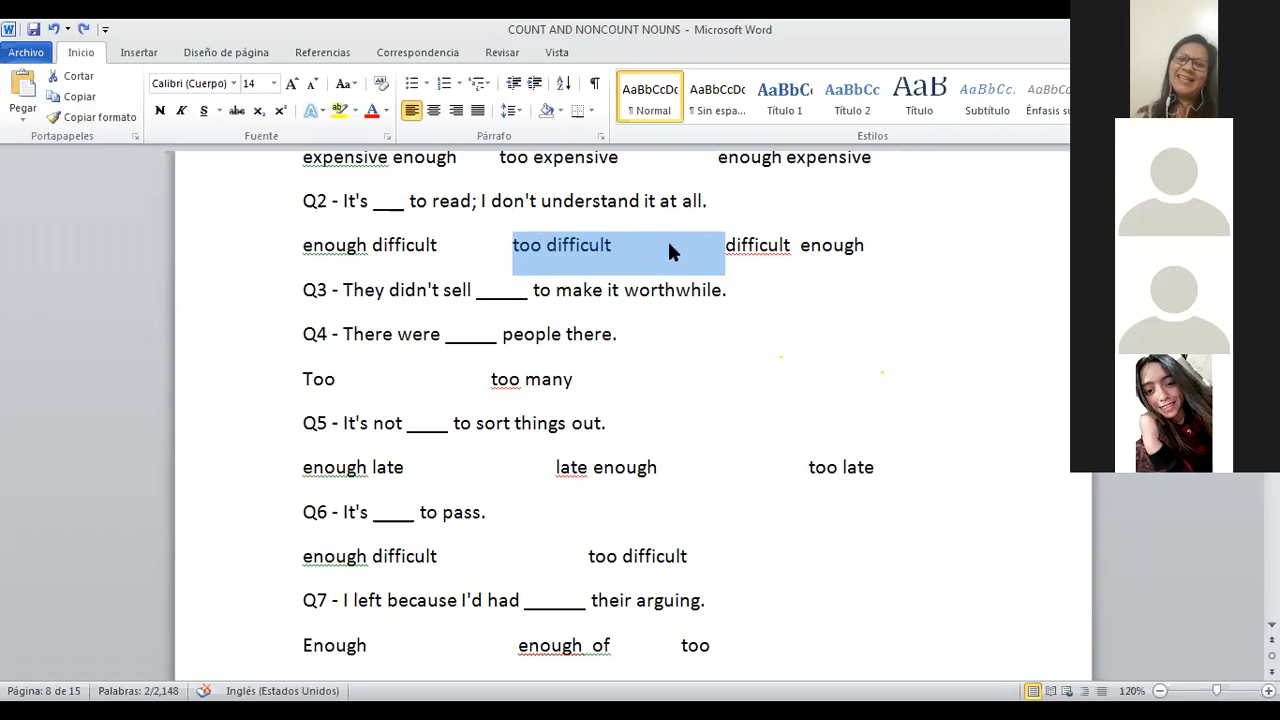 COUNT AND NONCOUNT NOUNS - Microsoft Word
Archivo Inicio Insertar Diseño de página Referencias Correspondencia Revisar Vista
Pegar
Cortar
Copiar
Copiar formato
Portapapeles
Calibri (Cuerpo) 14
N K S abc x₂ x²
Fuente
Párrafo
AaBbCcDc AaBbCcDc AaBbCc AaBbCc AaB AaBbCc. AaBbCc
¶ Normal ¶ Sin espa... Título 1 Título 2 Título Subtítulo Énfasis su
Estilos
expensive enough too expensive enough expensive
Q2 - It's ___ to read; I don't understand it at all.
enough difficult too difficult difficult enough
Q3 - They didn't sell _____ to make it worthwhile.
Q4 - There were _____ people there.
Too too many
Q5 - It's not ____ to sort things out.
enough late late enough too late
Q6 - It's ____ to pass.
enough difficult too difficult
Q7 - I left because I'd had ______ their arguing.
Enough enough of too
Página: 8 de 15 Palabras: 2/2,148 Inglés (Estados Unidos) 120%